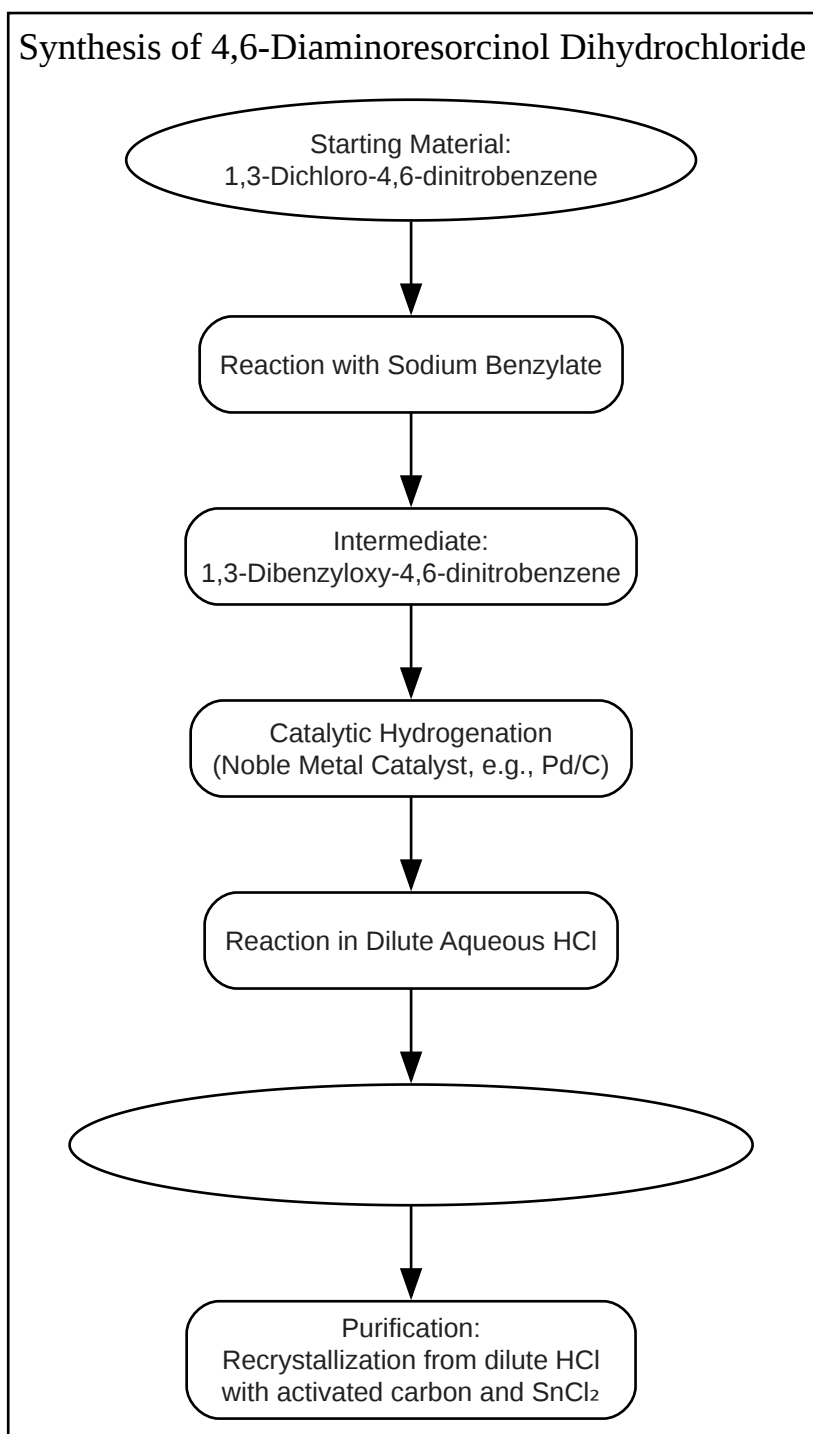 Synthesis of 4,6-Diaminoresorcinol Dihydrochloride
Starting Material:
1,3-Dichloro-4,6-dinitrobenzene
Reaction with Sodium Benzylate
Intermediate:
1,3-Dibenzyloxy-4,6-dinitrobenzene
Catalytic Hydrogenation
(Noble Metal Catalyst, e.g., Pd/C)
Reaction in Dilute Aqueous HCl
Purification:
Recrystallization from dilute HCl
with activated carbon and SnCl₂